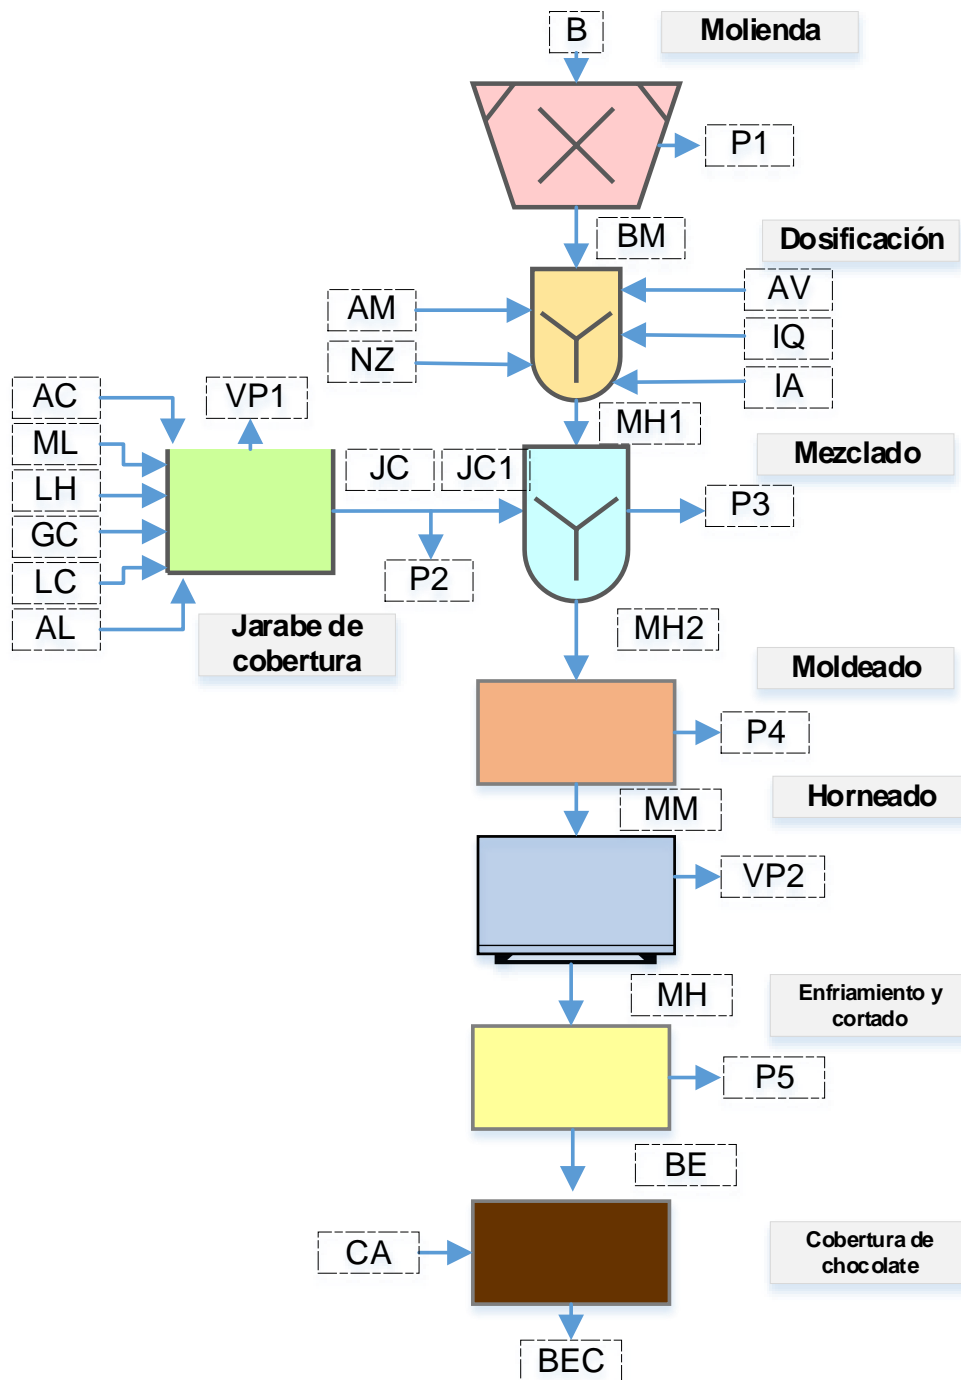 B
Molienda
P1
BM
Dosificación
AM
AV
NZ
IQ
IA
AC
VP1
MH1
ML
JC
JC1
Mezclado
LH
P3
GC
LC
P2
AL
Jarabe de
cobertura
MH2
Moldeado
P4
Horneado
MM
VP2
MH
Enfriamiento y
cortado
P5
BE
CA
Cobertura de
chocolate
BEC